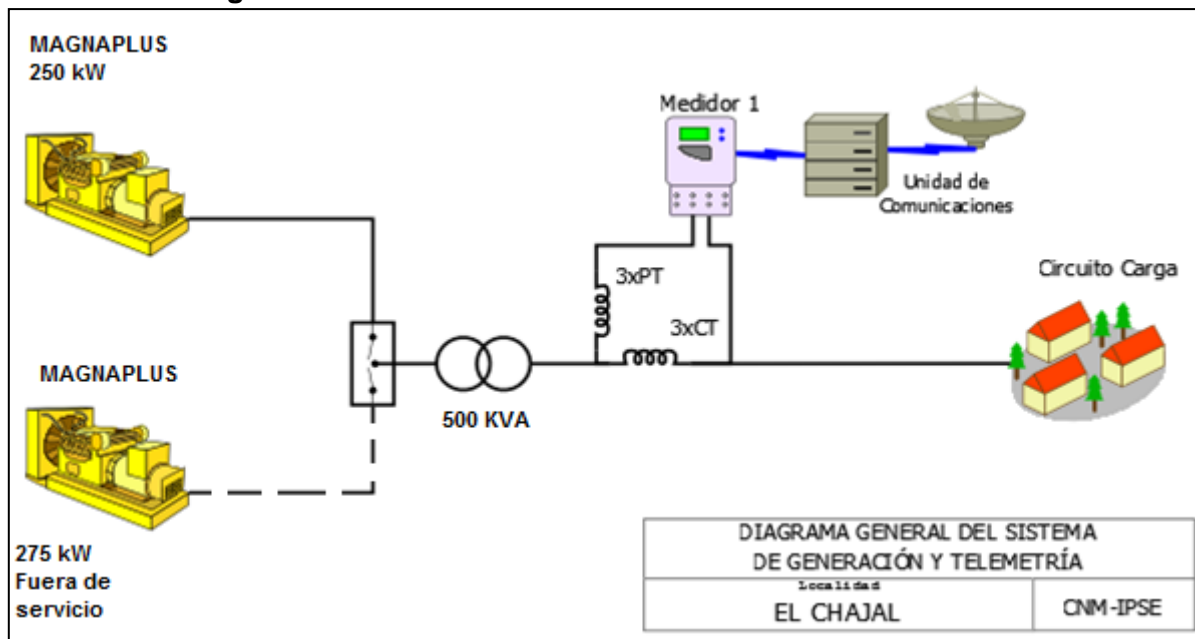 MAGNAPLUS
250 kW
Medidor 1
Unidad de
Comunicaciones
3xPT
3xCT
Circuito Carga
MAGNAPLUS
500 KVA
275 kW
Fuera de
servicio
DIAGRAMA GENERAL DEL SISTEMA
DE GENERACIÓN Y TELEMETRÍA
Localidad
EL CHAJAL
CNM-IPSE